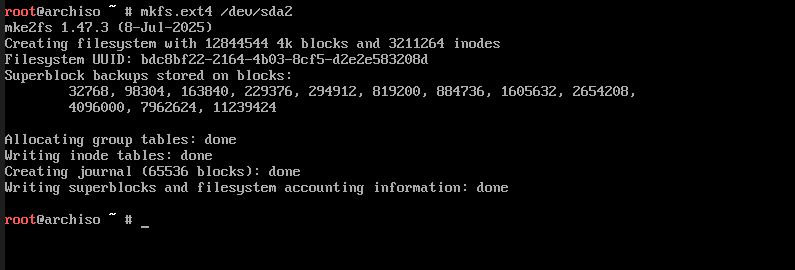 root@archiso ~ # mkfs.ext4 /dev/sda2
mke2fs 1.47.3 (8-Jul-2025)
Creating filesystem with 12844544 4k blocks and 3211264 inodes
Filesystem UUID: bdc8bf22-2164-4b03-8cf5-d2e2e583208d
Superblock backups stored on blocks:
        32768, 98304, 163840, 229376, 294912, 819200, 884736, 1605632, 2654208,
        4096000, 7962624, 11239424

Allocating group tables: done
Writing inode tables: done
Creating journal (65536 blocks): done
Writing superblocks and filesystem accounting information: done

root@archiso ~ # _